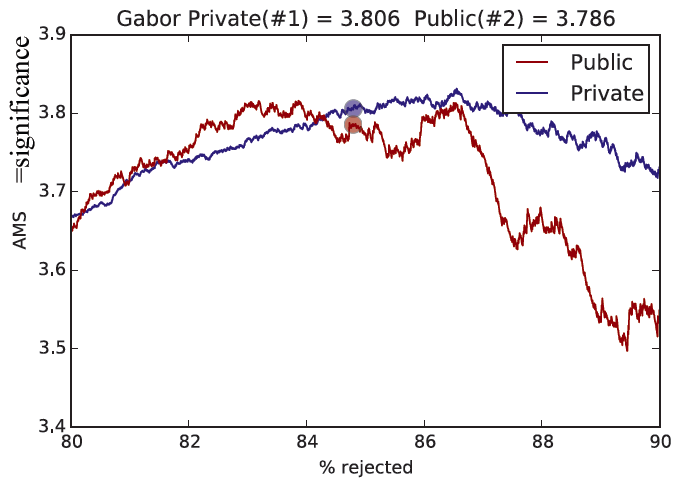 Gabor Private(#1) = 3.806 Public(#2) = 3.786
3.9
3.8
3.7
3.6
3.5
3.4
AMS =significance
Public
Private
80 82 84 86 88 90
% rejected